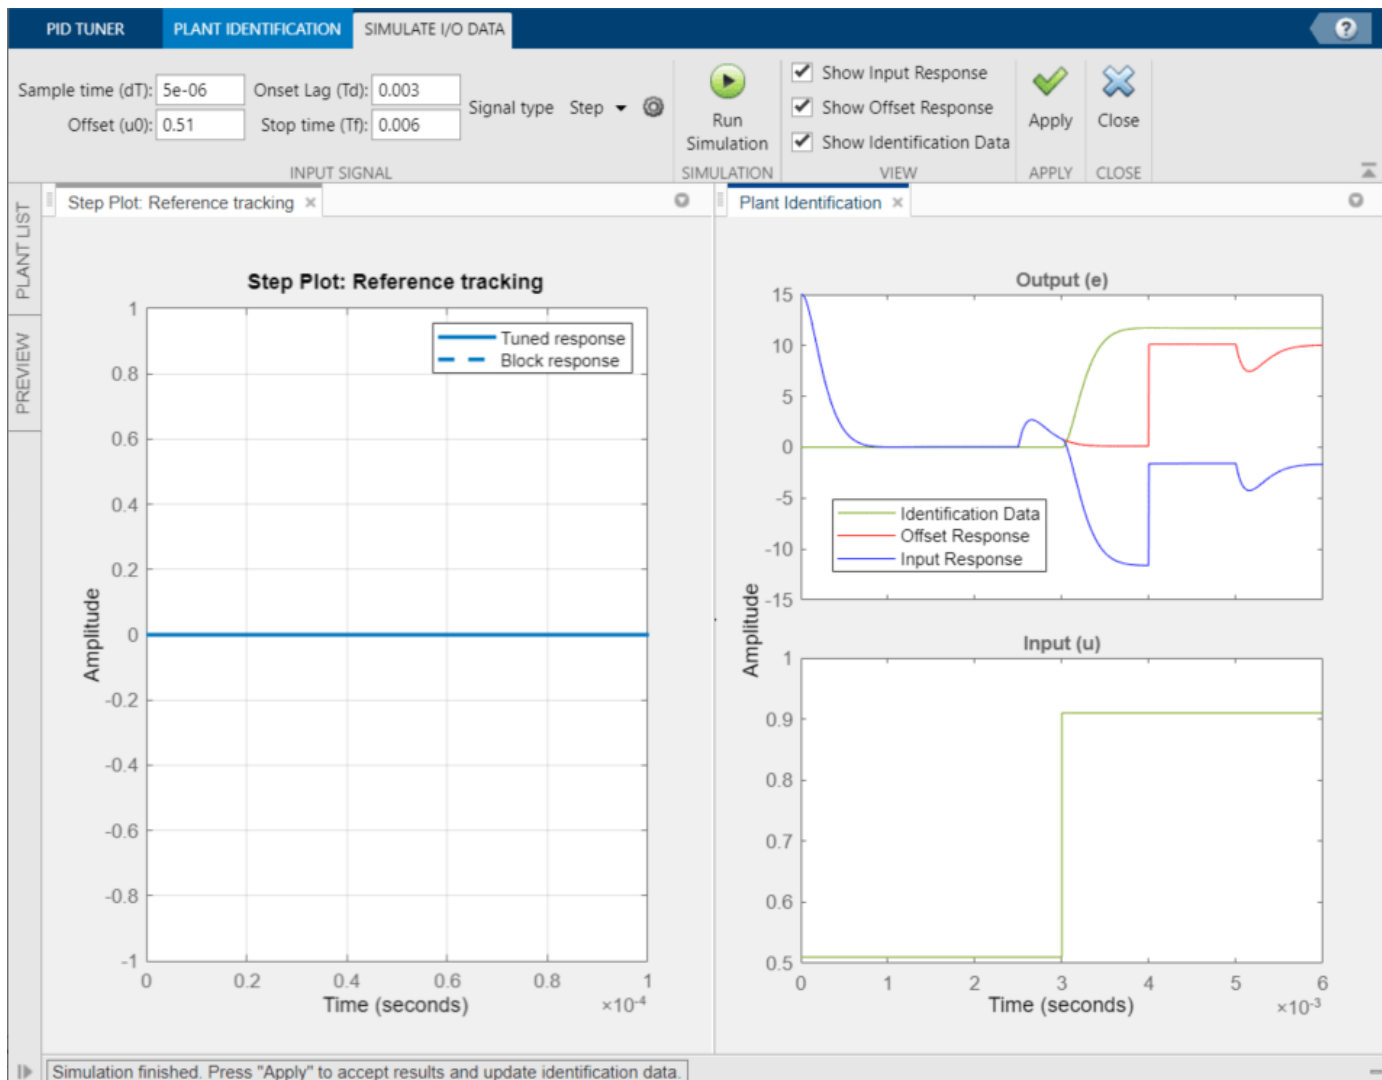 PID TUNER
PLANT IDENTIFICATION
SIMULATE I/O DATA
?
Sample time (dT): 5e-06
Onset Lag (Td): 0.003
Offset (u0): 0.51
Stop time (Tf): 0.006
Signal type Step
INPUT SIGNAL
Run
Simulation
SIMULATION
Show Input Response
Show Offset Response
Show Identification Data
VIEW
Apply
APPLY
Close
CLOSE
PLANT LIST
PREVIEW
Step Plot: Reference tracking ×
Step Plot: Reference tracking
Tuned response
Block response
Amplitude
1
0.8
0.6
0.4
0.2
0
-0.2
-0.4
-0.6
-0.8
-1
0 0.2 0.4 0.6 0.8 1
Time (seconds)
×10-4
Plant Identification ×
Output (e)
15
10
5
0
-5
-10
-15
Identification Data
Offset Response
Input Response
Amplitude
Input (u)
1
0.9
0.8
0.7
0.6
0.5
0 1 2 3 4 5 6
Time (seconds)
×10-3
Simulation finished. Press "Apply" to accept results and update identification data.